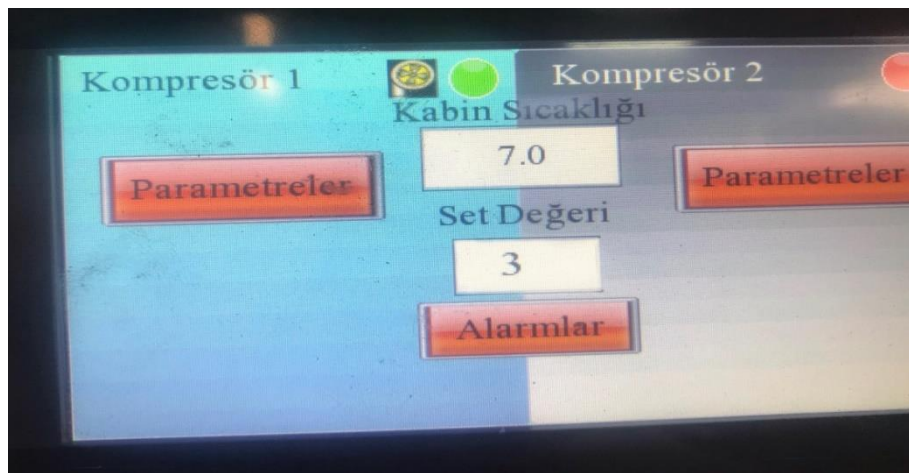 Kompresör 1
Kompresör 2
Kabin Sıcaklığı
7.0
Parametreler
Parametreler
Set Değeri
3
Alarmlar